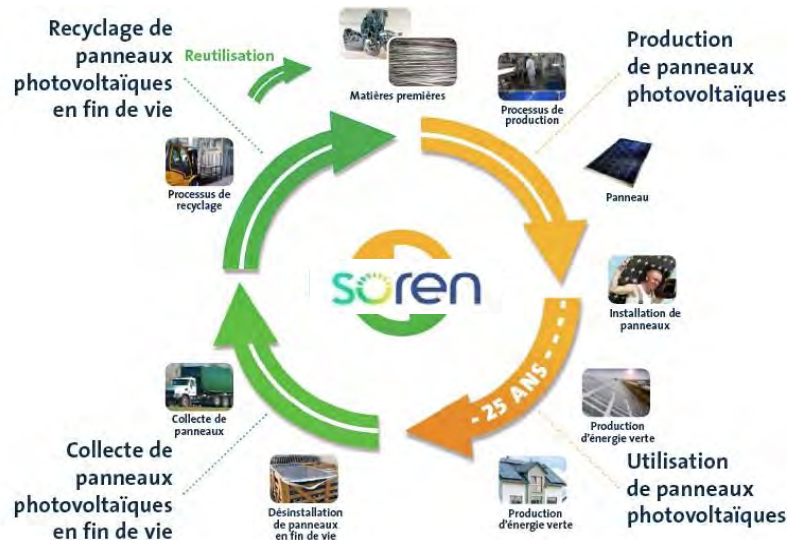 Recyclage de
panneaux
photovoltaïques
en fin de vie
Reutilisation
Matières premières
Processus de
production
Production
de panneaux
photovoltaïques
Panneau
Processus de
recyclage
soren
Installation de
panneaux
- 25 ANS - - -
Production
d'énergie verte
Collecte de
panneaux
Collecte de
panneaux
photovoltaïques
en fin de vie
Désinstallation
de panneaux
en fin de vie
Production
d'énergie verte
Utilisation
de panneaux
photovoltaïques